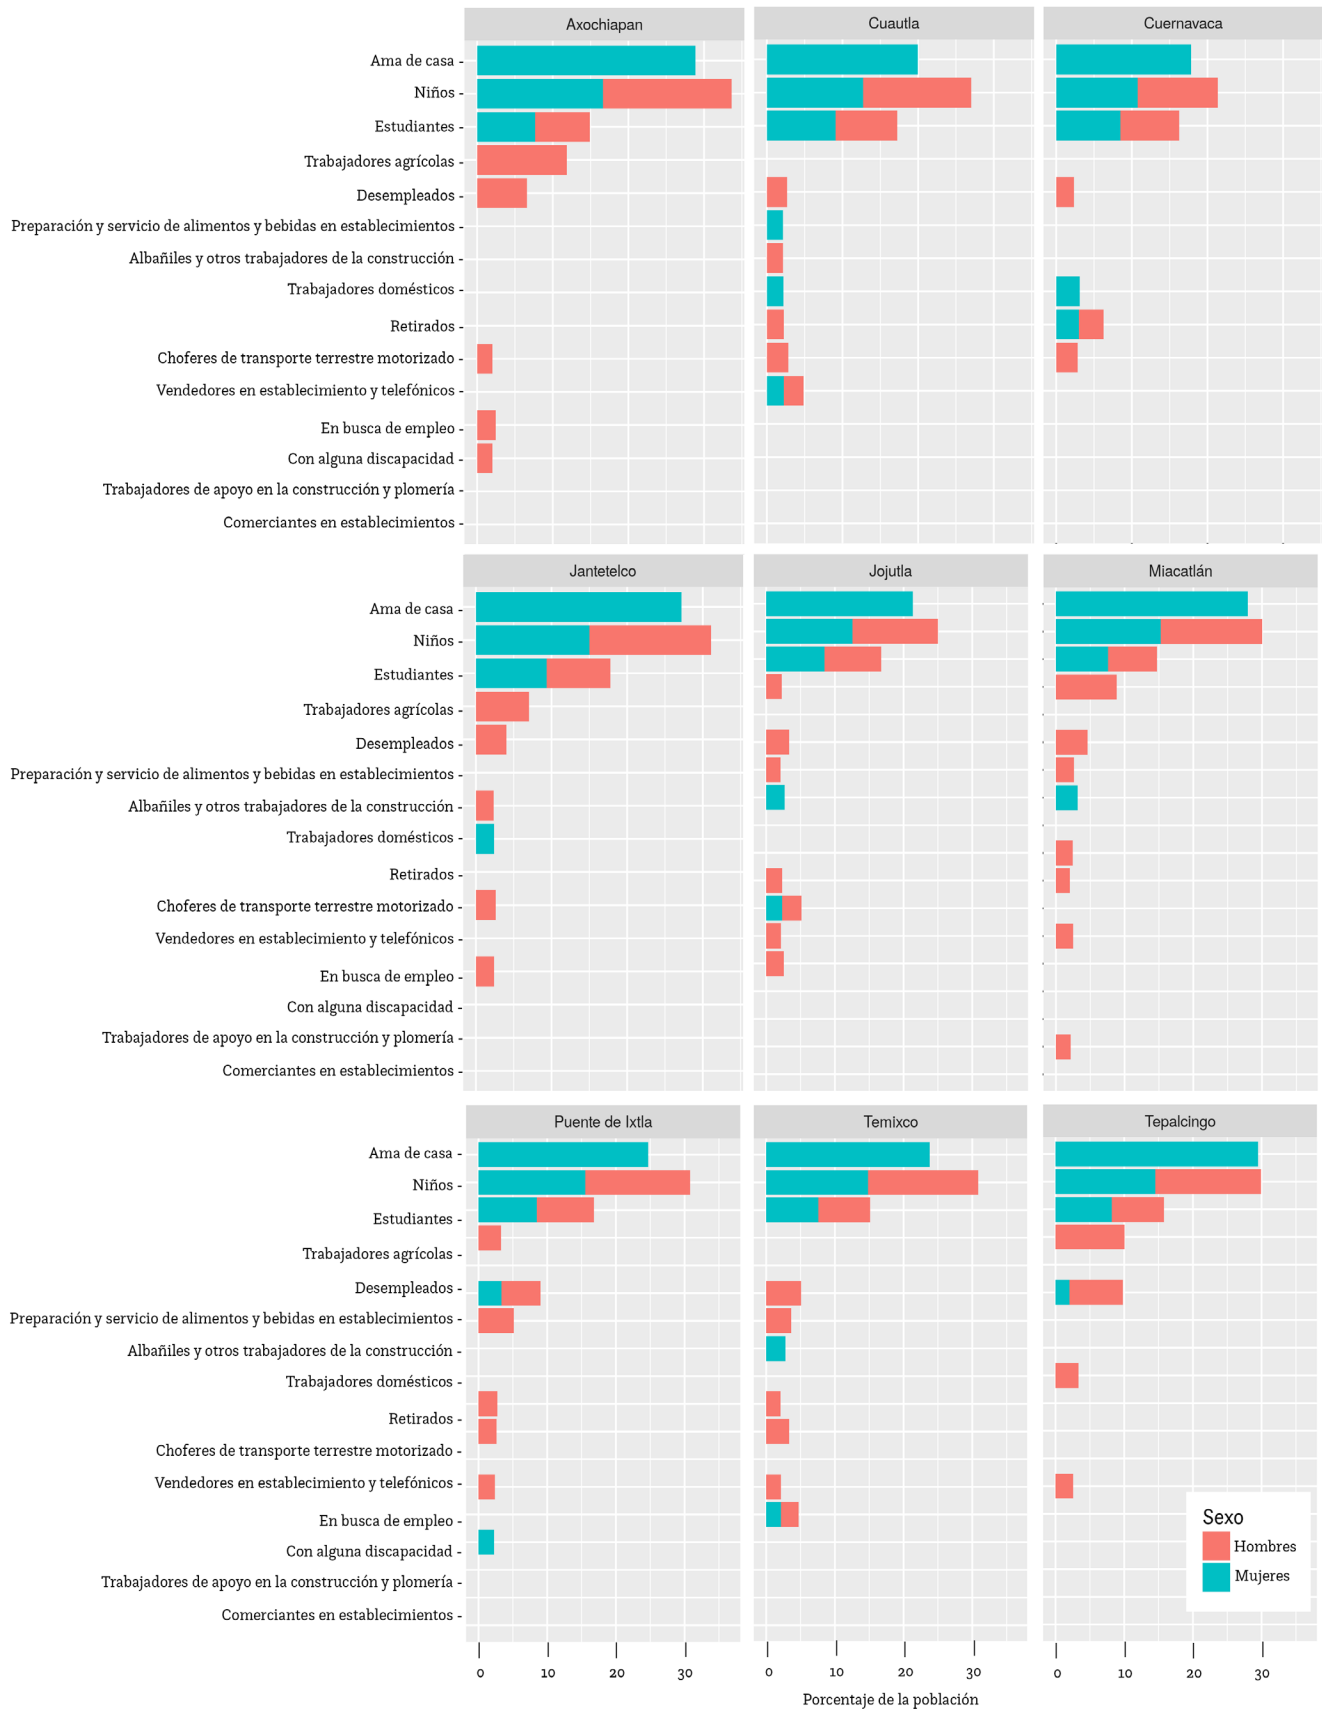 Axochiapan
Cuautla
Cuernavaca
Ama de casa
Niños
Estudiantes
Trabajadores agrícolas
Desempleados
Preparación y servicio de alimentos y bebidas en establecimientos
Albañiles y otros trabajadores de la construcción
Trabajadores domésticos
Retirados
Choferes de transporte terrestre motorizado
Vendedores en establecimiento y telefónicos
En busca de empleo
Con alguna discapacidad
Trabajadores de apoyo en la construcción y plomería
Comerciantes en establecimientos
Jantetelco
Jojutla
Miacatlán
Ama de casa
Niños
Estudiantes
Trabajadores agrícolas
Desempleados
Preparación y servicio de alimentos y bebidas en establecimientos
Albañiles y otros trabajadores de la construcción
Trabajadores domésticos
Retirados
Choferes de transporte terrestre motorizado
Vendedores en establecimiento y telefónicos
En busca de empleo
Con alguna discapacidad
Trabajadores de apoyo en la construcción y plomería
Comerciantes en establecimientos
Puente de Ixtla
Temixco
Tepalcingo
Ama de casa
Niños
Estudiantes
Trabajadores agrícolas
Desempleados
Preparación y servicio de alimentos y bebidas en establecimientos
Albañiles y otros trabajadores de la construcción
Trabajadores domésticos
Retirados
Choferes de transporte terrestre motorizado
Vendedores en establecimiento y telefónicos
En busca de empleo
Con alguna discapacidad
Trabajadores de apoyo en la construcción y plomería
Comerciantes en establecimientos
Sexo
Hombres
Mujeres
0 10 20 30
0 10 20 30
0 10 20 30
Porcentaje de la población